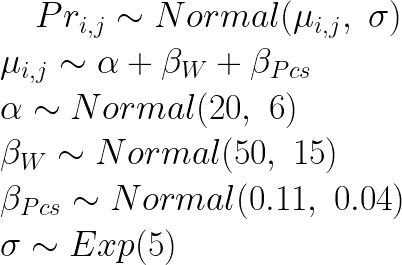 Pr_{i,j} ∼ Normal(μ_{i,j}, σ)
μ_{i,j} ∼ α + β_W + β_{Pcs}
α ∼ Normal(20, 6)
β_W ∼ Normal(50, 15)
β_{Pcs} ∼ Normal(0.11, 0.04)
σ ∼ Exp(5)